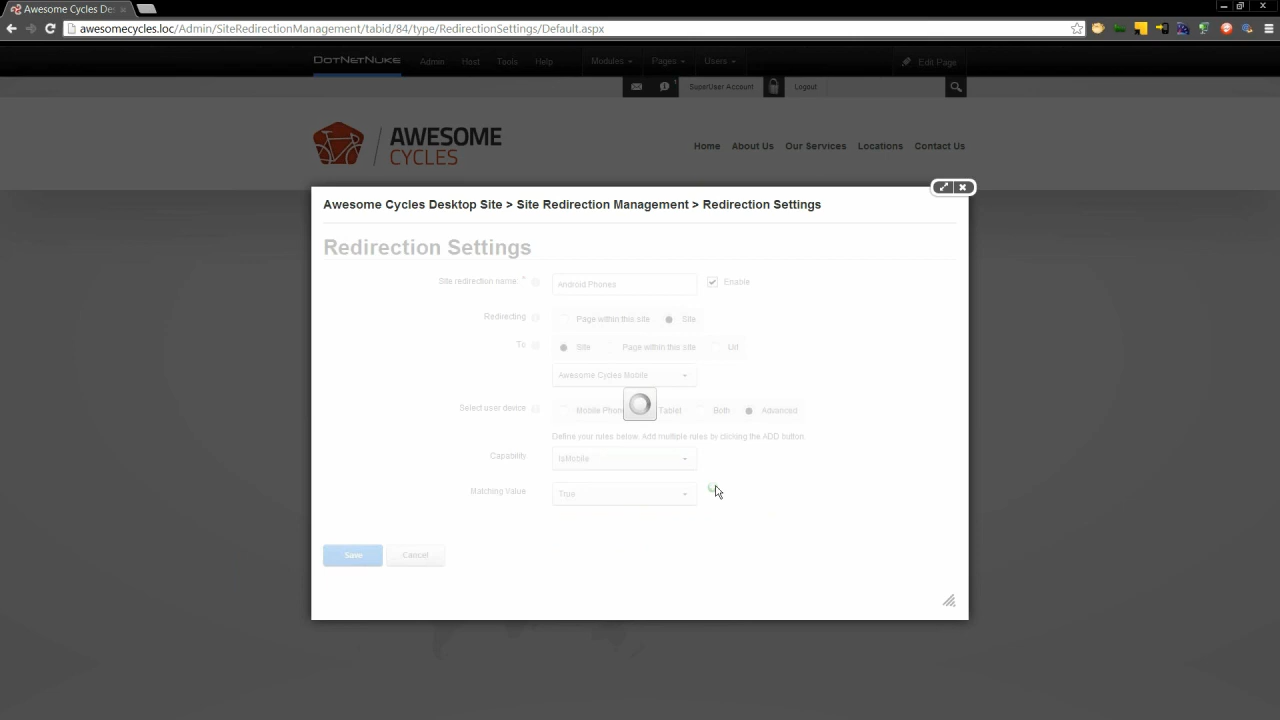 Awesome Cycles De
awesomecycles.loc/Admin/SiteRedirectionManagement/tabid/84/type/RedirectionSettings/Default.aspx
DOTNETNUKE Admin Host Tools Help Modules Pages Users Edit Page
1 SuperUser Account Logout
AWESOME
CYCLES
Home About Us Our Services Locations Contact Us
Awesome Cycles Desktop Site > Site Redirection Management > Redirection Settings
Redirection Settings
Site redirection name: * Android Phones Enable
Redirecting Page within this site Site
To Site Page within this site Url
Awesome Cycles Mobile
Select user device Mobile Phon Tablet Both Advanced
Define your rules below. Add multiple rules by clicking the ADD button.
Capability IsMobile
Matching Value True
Save Cancel